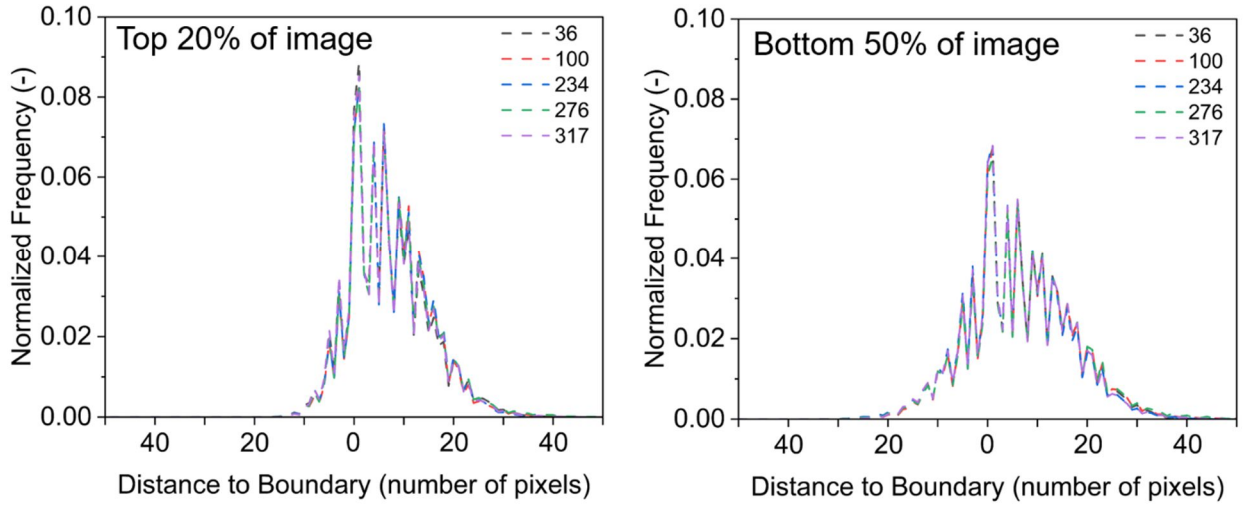 Top 20% of image
36
100
234
276
317
0.10
0.08
0.06
0.04
0.02
0.00
Normalized Frequency (-)
40 20 0 20 40
Distance to Boundary (number of pixels)
Bottom 50% of image
36
100
234
276
317
0.10
0.08
0.06
0.04
0.02
0.00
Normalized Frequency (-)
40 20 0 20 40
Distance to Boundary (number of pixels)